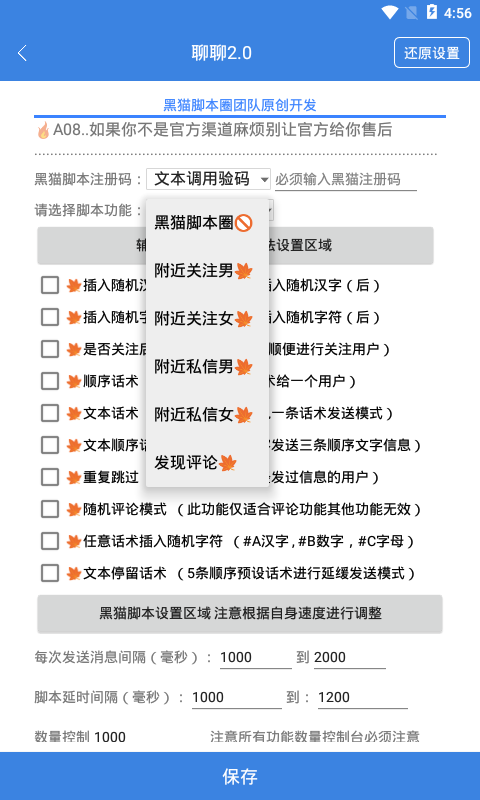 4:56
聊聊2.0
还原设置
黑猫脚本圈团队原创开发
A08..如果你不是官方渠道麻烦别让官方给你售后
黑猫脚本注册码： 文本调用验码 必须输入黑猫注册码
请选择脚本功能：
黑猫脚本圈
附近关注男
附近关注女
附近私信男
附近私信女
发现评论
法设置区域
插入随机汉 插入随机汉字（后）
插入随机字 插入随机字符（后）
是否关注后 顺便进行关注用户）
顺序话术 术给一个用户）
文本话术 一条话术发送模式）
文本顺序话 发送三条顺序文字信息）
重复跳过 发过信息的用户）
随机评论模式 （此功能仅适合评论功能其他功能无效）
任意话术插入随机字符 （#A汉字,#B数字，#C字母）
文本停留话术 （5条顺序预设话术进行延缓发送模式）
黑猫脚本设置区域 注意根据自身速度进行调整
每次发送消息间隔（毫秒）： 1000 到 2000
脚本延时间隔（毫秒）： 1000 到： 1200
数量控制 1000 注意所有功能数量控制台必须注意
保存